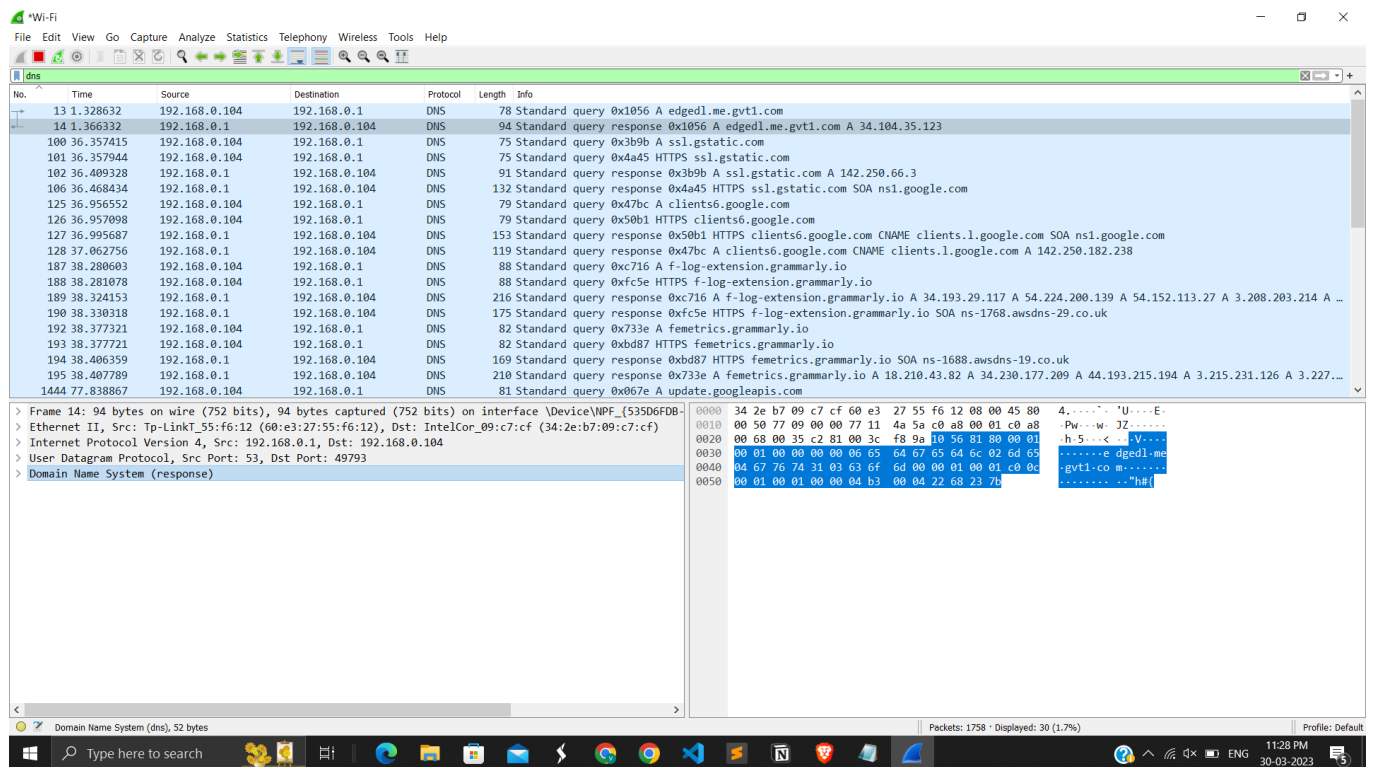 *Wi-Fi
File Edit View Go Capture Analyze Statistics Telephony Wireless Tools Help
dns
No. Time Source Destination Protocol Length Info
13 1.328632 192.168.0.104 192.168.0.1 DNS 78 Standard query 0x1056 A edgedl.me.gvt1.com
14 1.366332 192.168.0.1 192.168.0.104 DNS 94 Standard query response 0x1056 A edgedl.me.gvt1.com A 34.104.35.123
100 36.357415 192.168.0.104 192.168.0.1 DNS 75 Standard query 0x3b9b A ssl.gstatic.com
101 36.357944 192.168.0.104 192.168.0.1 DNS 75 Standard query 0x4a45 HTTPS ssl.gstatic.com
102 36.409328 192.168.0.1 192.168.0.104 DNS 91 Standard query response 0x3b9b A ssl.gstatic.com A 142.250.66.3
106 36.468434 192.168.0.1 192.168.0.104 DNS 132 Standard query response 0x4a45 HTTPS ssl.gstatic.com SOA ns1.google.com
125 36.956552 192.168.0.104 192.168.0.1 DNS 79 Standard query 0x47bc A clients6.google.com
126 36.957098 192.168.0.104 192.168.0.1 DNS 79 Standard query 0x50b1 HTTPS clients6.google.com
127 36.995687 192.168.0.1 192.168.0.104 DNS 153 Standard query response 0x50b1 HTTPS clients6.google.com CNAME clients.l.google.com SOA ns1.google.com
128 37.062756 192.168.0.1 192.168.0.104 DNS 119 Standard query response 0x47bc A clients6.google.com CNAME clients.l.google.com A 142.250.182.238
187 38.280603 192.168.0.104 192.168.0.1 DNS 88 Standard query 0xc716 A f-log-extension.grammarly.io
188 38.281078 192.168.0.104 192.168.0.1 DNS 88 Standard query 0xfc5e HTTPS f-log-extension.grammarly.io
189 38.324153 192.168.0.1 192.168.0.104 DNS 216 Standard query response 0xc716 A f-log-extension.grammarly.io A 34.193.29.117 A 54.224.200.139 A 54.152.113.27 A 3.208.203.214 A …
190 38.330318 192.168.0.1 192.168.0.104 DNS 175 Standard query response 0xfc5e HTTPS f-log-extension.grammarly.io SOA ns-1768.awsdns-29.co.uk
192 38.377321 192.168.0.104 192.168.0.1 DNS 82 Standard query 0x733e A femetrics.grammarly.io
193 38.377721 192.168.0.104 192.168.0.1 DNS 82 Standard query 0xbd87 HTTPS femetrics.grammarly.io
194 38.406359 192.168.0.1 192.168.0.104 DNS 169 Standard query response 0xbd87 HTTPS femetrics.grammarly.io SOA ns-1688.awsdns-19.co.uk
195 38.407789 192.168.0.1 192.168.0.104 DNS 210 Standard query response 0x733e A femetrics.grammarly.io A 18.210.43.82 A 34.230.177.209 A 44.193.215.194 A 3.215.231.126 A 3.227.…
1444 77.838867 192.168.0.104 192.168.0.1 DNS 81 Standard query 0x067e A update.googleapis.com
> Frame 14: 94 bytes on wire (752 bits), 94 bytes captured (752 bits) on interface \Device\NPF_{535D6FDB-
> Ethernet II, Src: Tp-LinkT_55:f6:12 (60:e3:27:55:f6:12), Dst: IntelCor_09:c7:cf (34:2e:b7:09:c7:cf)
> Internet Protocol Version 4, Src: 192.168.0.1, Dst: 192.168.0.104
> User Datagram Protocol, Src Port: 53, Dst Port: 49793
> Domain Name System (response)
0000 34 2e b7 09 c7 cf 60 e3 27 55 f6 12 08 00 45 80 4.····`· 'U····E·
0010 00 50 77 09 00 00 77 11 4a 5a c0 a8 00 01 c0 a8 ·Pw···w· JZ······
0020 00 68 00 35 c2 81 00 3c f8 9a 10 56 81 80 00 01 ·h·5···< ···V····
0030 00 01 00 00 00 00 06 65 64 67 65 64 6c 02 6d 65 ·······e dgedl·me
0040 04 67 76 74 31 03 63 6f 6d 00 00 01 00 01 c0 0c ·gvt1·co m·······
0050 00 01 00 01 00 00 04 b3 00 04 22 68 23 7b ········ ··"h#{
Domain Name System (dns), 52 bytes
Packets: 1758 · Displayed: 30 (1.7%)
Profile: Default
Type here to search
ENG
11:28 PM
30-03-2023
5